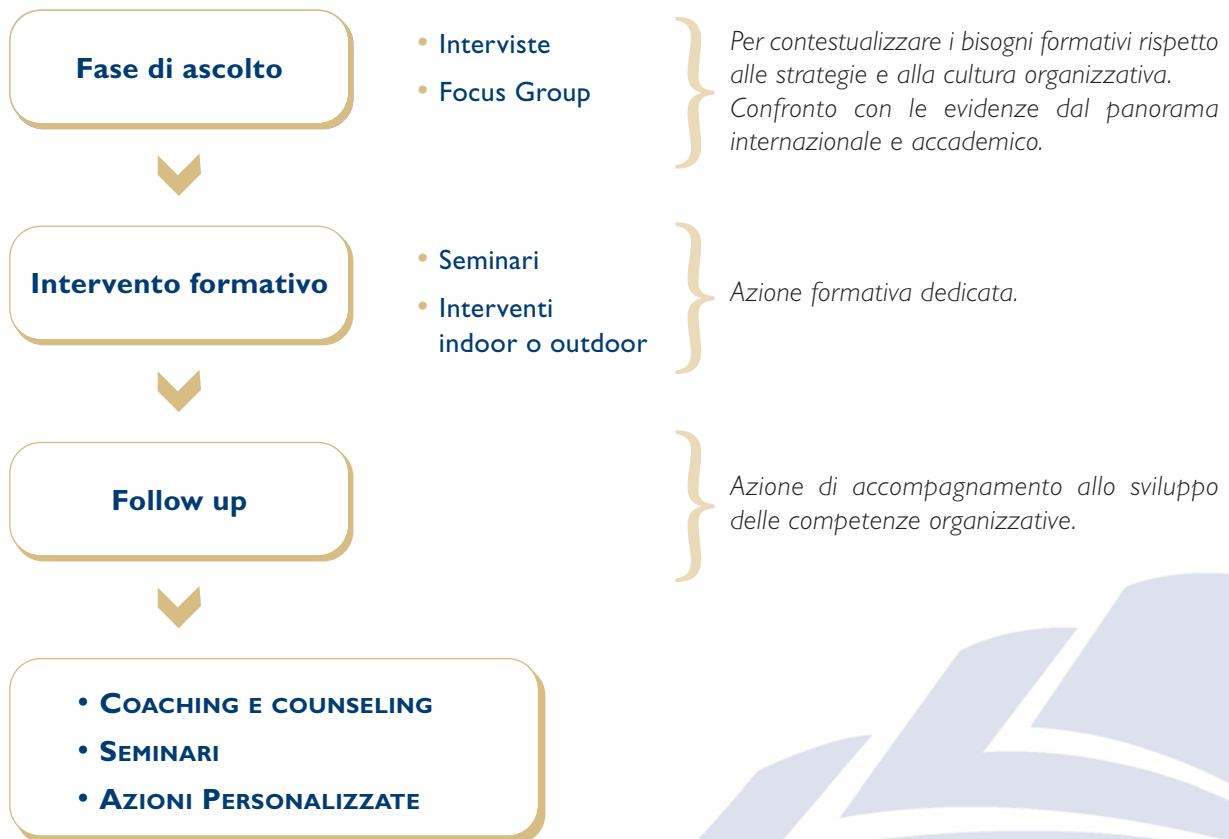 Fase di ascolto
• Interviste
• Focus Group
Per contestualizzare i bisogni formativi rispetto
alle strategie e alla cultura organizzativa.
Confronto con le evidenze dal panorama
internazionale e accademico.
Intervento formativo
• Seminari
• Interventi
indoor o outdoor
Azione formativa dedicata.
Follow up
Azione di accompagnamento allo sviluppo
delle competenze organizzative.
• COACHING E COUNSELING
• SEMINARI
• AZIONI PERSONALIZZATE